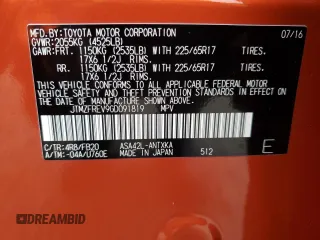 MFD.BY:TOYOTA MOTOR CORPORATION 07/16
GVWR:2055KG (4525LB)
GAWR:FRT. 1150KG (2535LB) WITH 225/65R17 TIRES.
17X6 1/2J RIMS.
RR. 1150KG (2535LB) WITH 225/65R17 TIRES.
17X6 1/2J RIMS.
THIS VEHICLE CONFORMS TO ALL APPLICABLE FEDERAL MOTOR VEHICLE SAFETY AND THEFT PREVENTION STANDARDS IN EFFECT ON THE DATE OF MANUFACTURE SHOWN ABOVE.
JTMZFREV9GD091819 MPV
C/TR:4R8/FB20 ASA42L-ANTXKA
A/TM:-04A/U760E MADE IN JAPAN 512 E